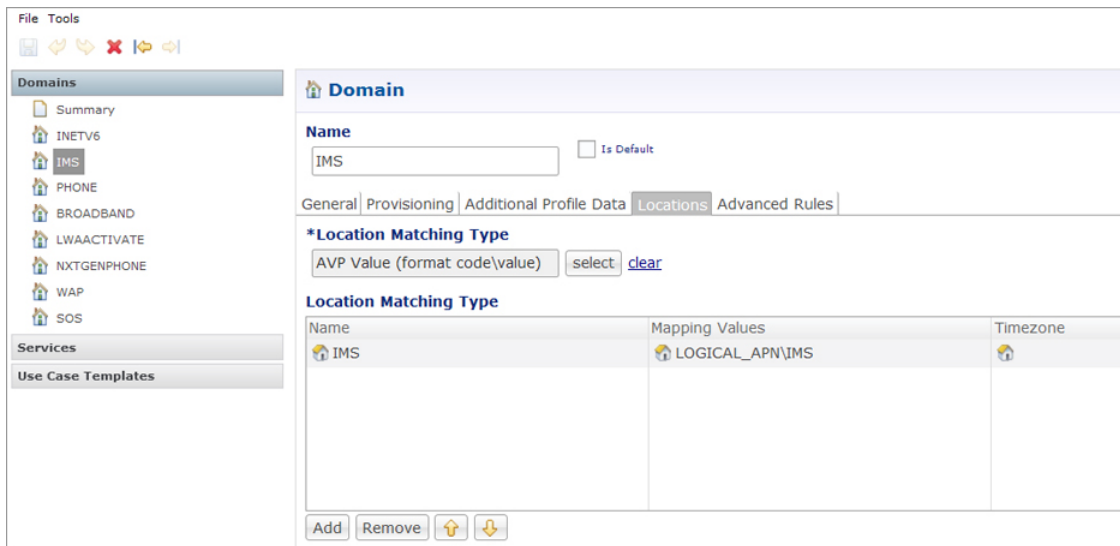 File Tools
Domains
Summary
INETV6
IMS
PHONE
BROADBAND
LWAACTIVATE
NXTGENPHONE
WAP
SOS
Services
Use Case Templates
Domain
Name
IMS
Is Default
General Provisioning Additional Profile Data Locations Advanced Rules
*Location Matching Type
AVP Value (format code\value) select clear
Location Matching Type
Name Mapping Values Timezone
IMS LOGICAL_APN\IMS
Add Remove